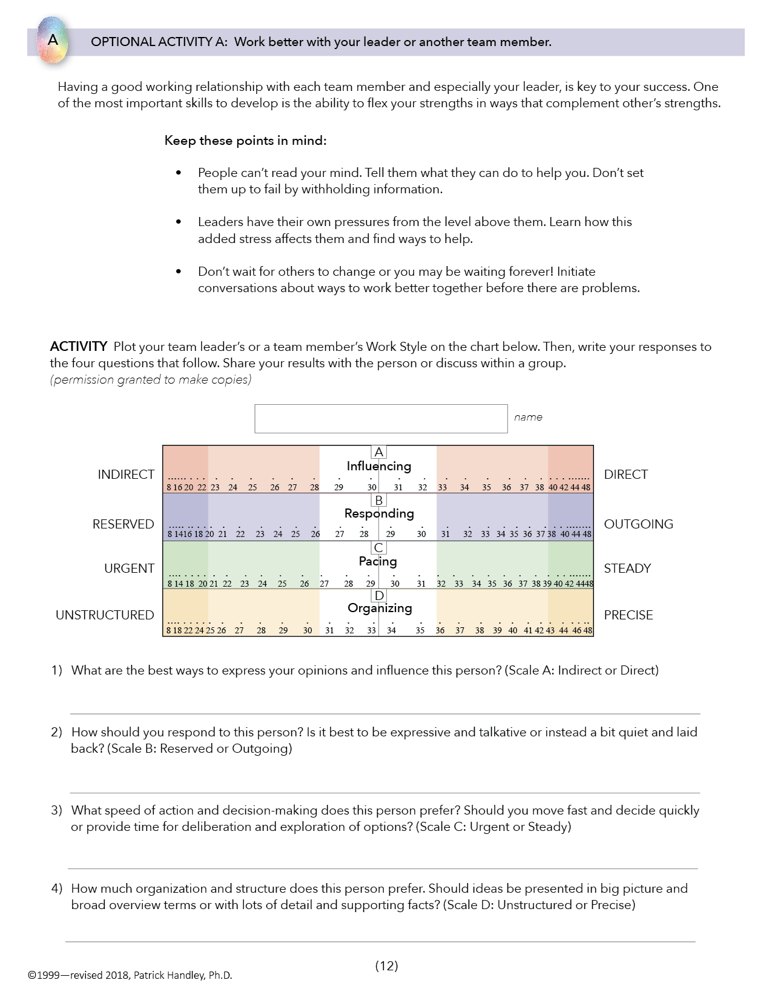 A
OPTIONAL ACTIVITY A: Work better with your leader or another team member.
Having a good working relationship with each team member and especially your leader, is key to your success. One
of the most important skills to develop is the ability to flex your strengths in ways that complement other’s strengths.
Keep these points in mind:
• People can’t read your mind. Tell them what they can do to help you. Don’t set
them up to fail by withholding information.
• Leaders have their own pressures from the level above them. Learn how this
added stress affects them and find ways to help.
• Don’t wait for others to change or you may be waiting forever! Initiate
conversations about ways to work better together before there are problems.
ACTIVITY Plot your team leader’s or a team member’s Work Style on the chart below. Then, write your responses to
the four questions that follow. Share your results with the person or discuss within a group.
(permission granted to make copies)
name
A
Influencing
INDIRECT
DIRECT
8 16 20 22 23 24 25 26 27 28 29 30 31 32 33 34 35 36 37 38 40 42 44 48
B
Responding
RESERVED
OUTGOING
8 14 16 18 20 21 22 23 24 25 26 27 28 29 30 31 32 33 34 35 36 37 38 40 44 48
C
Pacing
URGENT
STEADY
8 14 18 20 21 22 23 24 25 26 27 28 29 30 31 32 33 34 35 36 37 38 39 40 42 44 48
D
Organizing
UNSTRUCTURED
PRECISE
8 18 22 24 25 26 27 28 29 30 31 32 33 34 35 36 37 38 39 40 41 42 43 44 46 48
1) What are the best ways to express your opinions and influence this person? (Scale A: Indirect or Direct)
2) How should you respond to this person? Is it best to be expressive and talkative or instead a bit quiet and laid
back? (Scale B: Reserved or Outgoing)
3) What speed of action and decision-making does this person prefer? Should you move fast and decide quickly
or provide time for deliberation and exploration of options? (Scale C: Urgent or Steady)
4) How much organization and structure does this person prefer. Should ideas be presented in big picture and
broad overview terms or with lots of detail and supporting facts? (Scale D: Unstructured or Precise)
(12)
©1999—revised 2018, Patrick Handley, Ph.D.